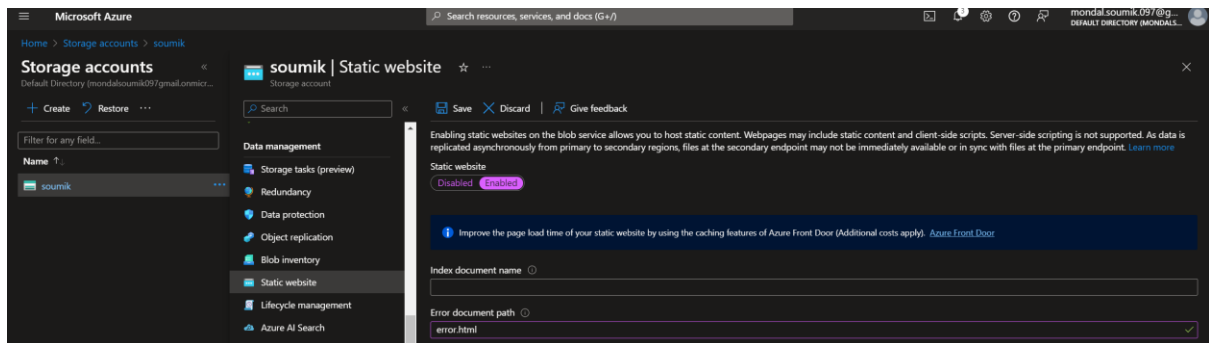 Microsoft Azure
Search resources, services, and docs (G+/)
3
mondal.soumik.097@g...
DEFAULT DIRECTORY (MONDALS...
Home > Storage accounts > soumik
Storage accounts
Default Directory (mondalsoumik097gmail.onmicr...
+ Create Restore ...
Filter for any field...
Name ↑↓
soumik ...
soumik | Static website ☆ ...
Storage account
Search
Data management
Storage tasks (preview)
Redundancy
Data protection
Object replication
Blob inventory
Static website
Lifecycle management
Azure AI Search
Save Discard | Give feedback
Enabling static websites on the blob service allows you to host static content. Webpages may include static content and client-side scripts. Server-side scripting is not supported. As data is
replicated asynchronously from primary to secondary regions, files at the secondary endpoint may not be immediately available or in sync with files at the primary endpoint. Learn more
Static website
Disabled Enabled
Improve the page load time of your static website by using the caching features of Azure Front Door (Additional costs apply). Azure Front Door
Index document name
Error document path
error.html